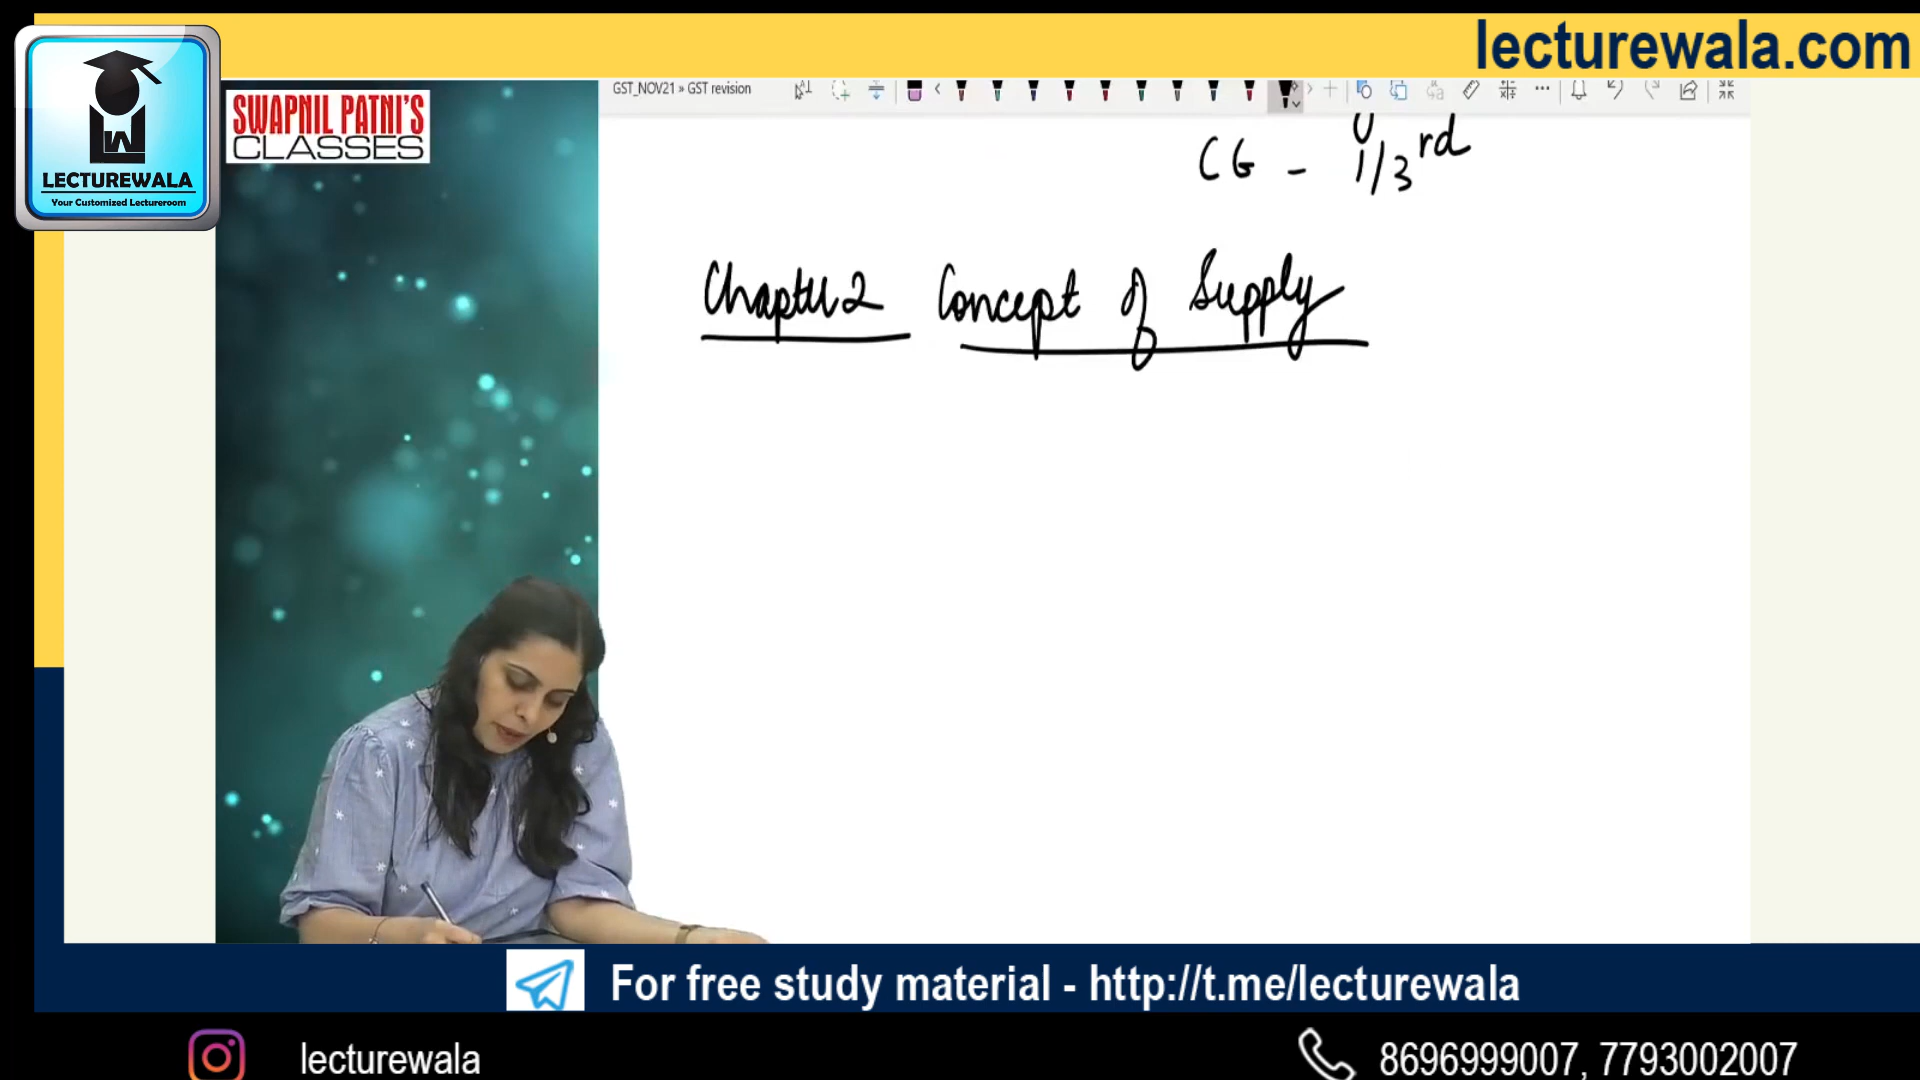 lecturewala.com
LW
LECTUREWALA
Your Customized Lectureroom
SWAPNIL PATNI'S
CLASSES
GST_NOV21 » GST revision
CG - 1/3rd
Chapter 2 Concept of Supply
For free study material - http://t.me/lecturewala
lecturewala
8696999007, 7793002007